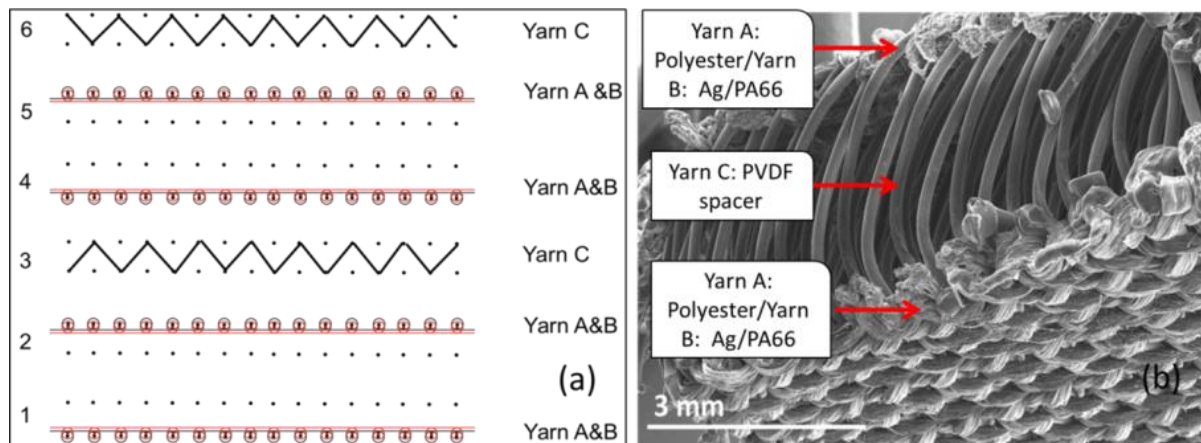 6
Yarn C
Yarn A &B
5
4
Yarn A&B
3
Yarn C
Yarn A&B
2
(a)
1
Yarn A&B
Yarn A:
Polyester/Yarn
B: Ag/PA66
Yarn C: PVDF
spacer
Yarn A:
Polyester/Yarn
B: Ag/PA66
(b)
3 mm